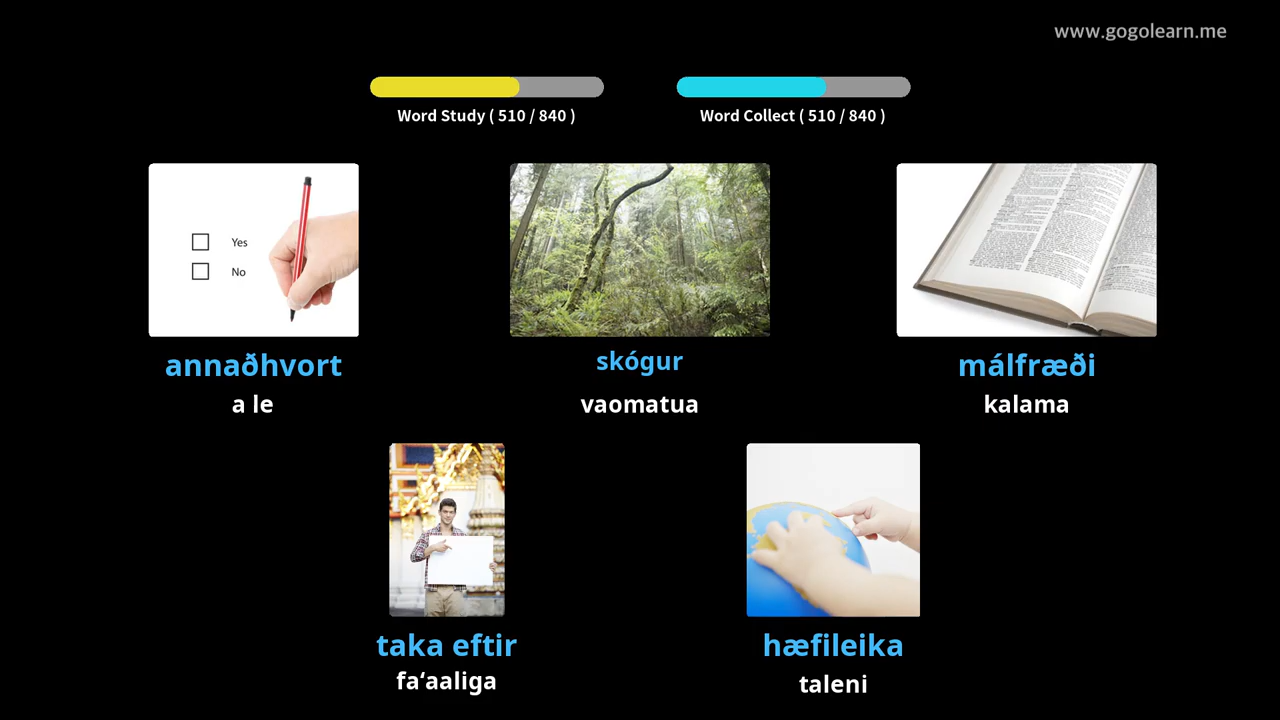 www.gogolearn.me
Word Study ( 510 / 840 )
Word Collect ( 510 / 840 )
Yes
No
annaðhvort
a le
skógur
vaomatua
málfræði
kalama
taka eftir
fa‘aaliga
hæfileika
taleni